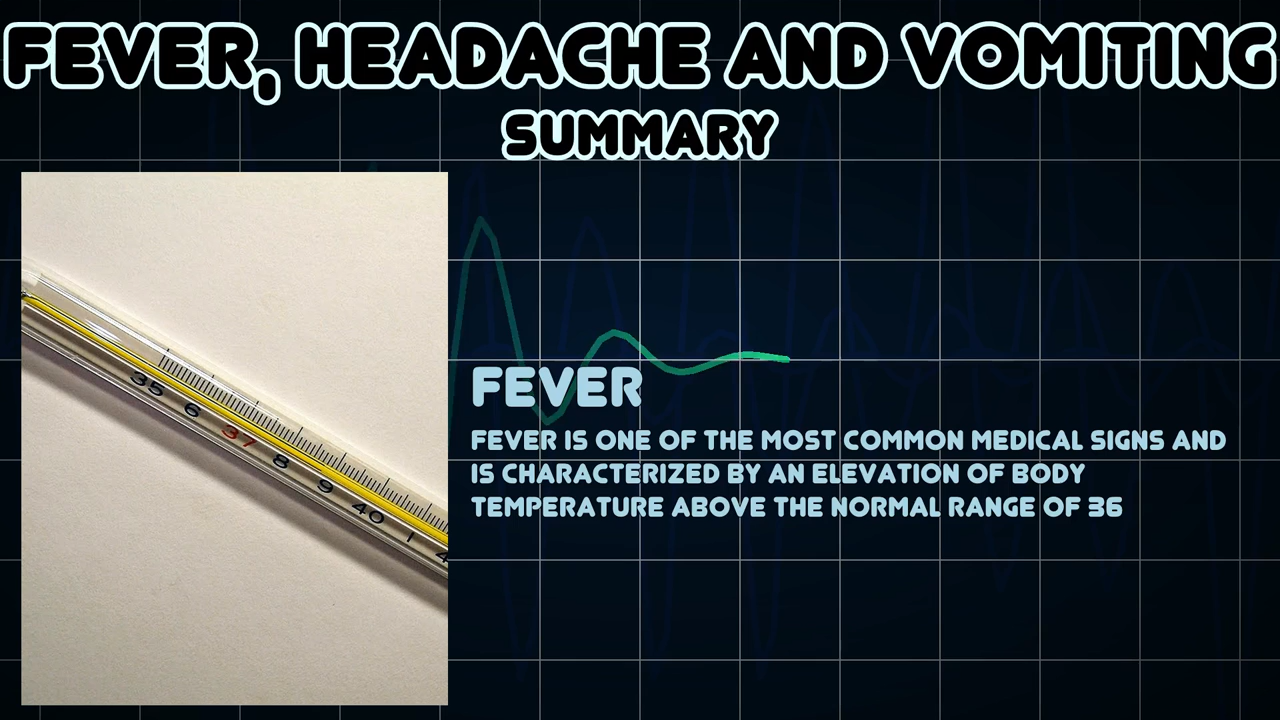 FEVER, HEADACHE AND VOMITING
SUMMARY
35 6 37 8 9 40 1
FEVER
FEVER IS ONE OF THE MOST COMMON MEDICAL SIGNS AND
IS CHARACTERIZED BY AN ELEVATION OF BODY
TEMPERATURE ABOVE THE NORMAL RANGE OF 36